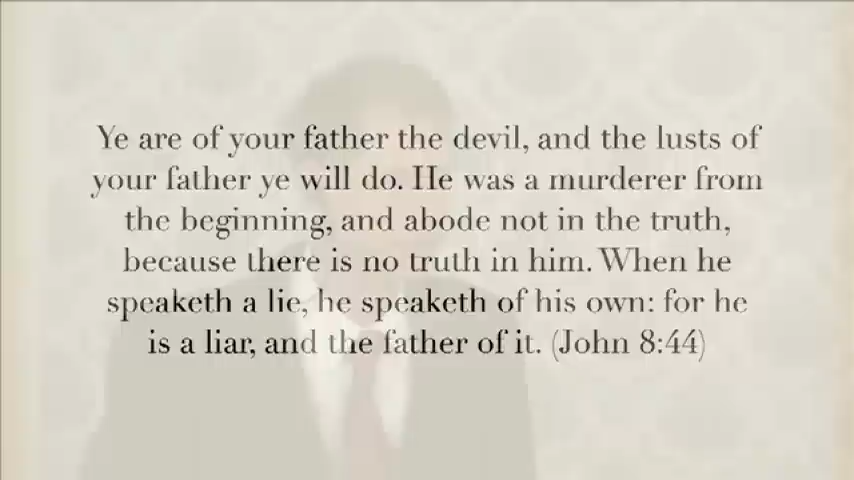 Ye are of your father the devil, and the lusts of
your father ye will do. He was a murderer from
the beginning, and abode not in the truth,
because there is no truth in him. When he
speaketh a lie, he speaketh of his own: for he
is a liar, and the father of it. (John 8:44)